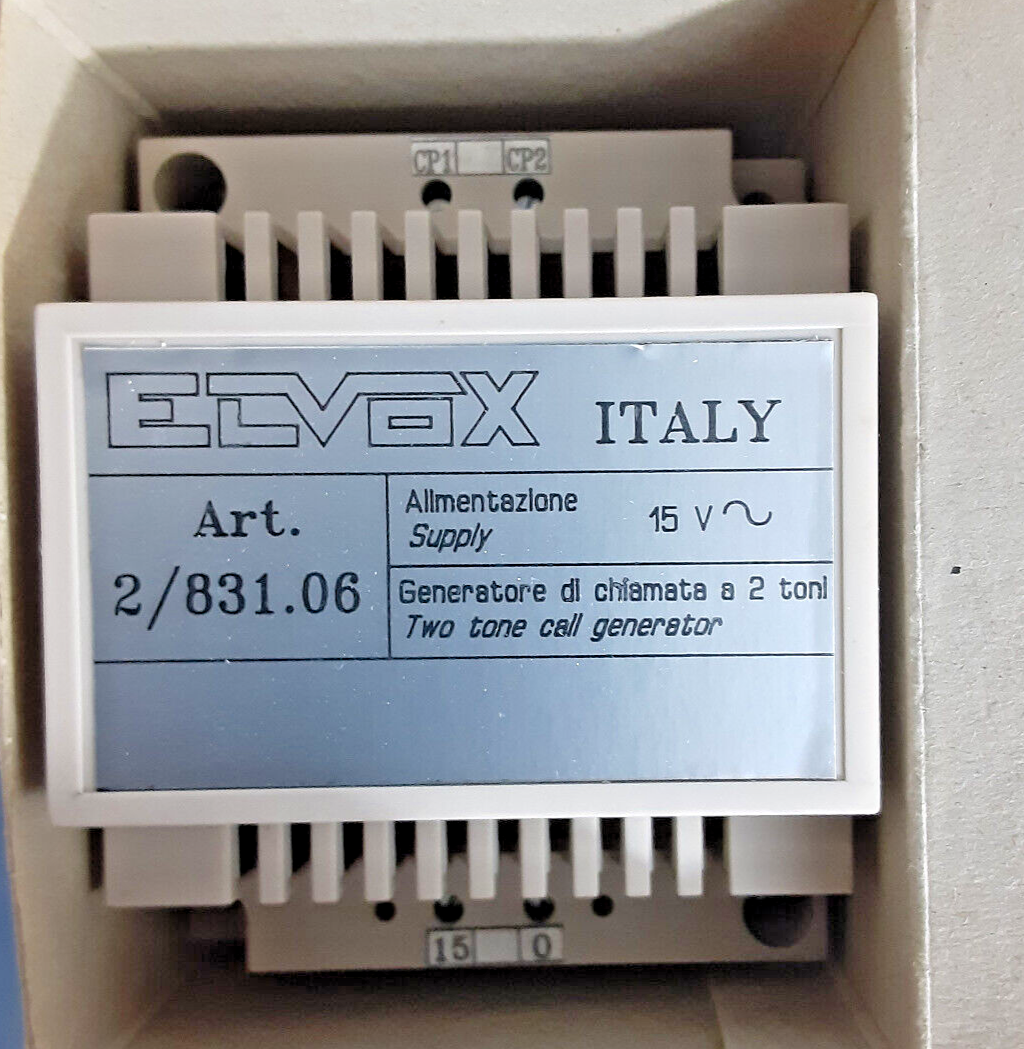 CP1 CP2
ELVOX ITALY
Art.
2/831.06
Alimentazione
Supply
15 V ~
Generatore di chiamata a 2 toni
Two tone call generator
15 0